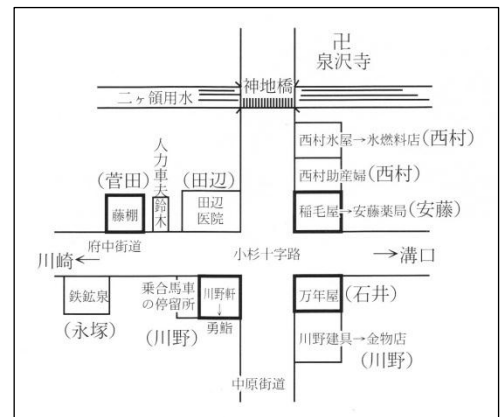 卍
泉沢寺
神地橋
二ヶ領用水
西村氷屋→氷燃料店(西村)
西村助産婦(西村)
稲毛屋→安藤薬局(安藤)
人力車夫鈴木
(菅田)
(田辺)
藤棚
田辺
医院
府中街道
小杉十字路
川崎←
→溝口
鉄鉱泉
(永塚)
乗合馬車
の停留所
川野軒
↓
勇鮨
(川野)
万年屋(石井)
川野建具→金物店
(川野)
中原街道